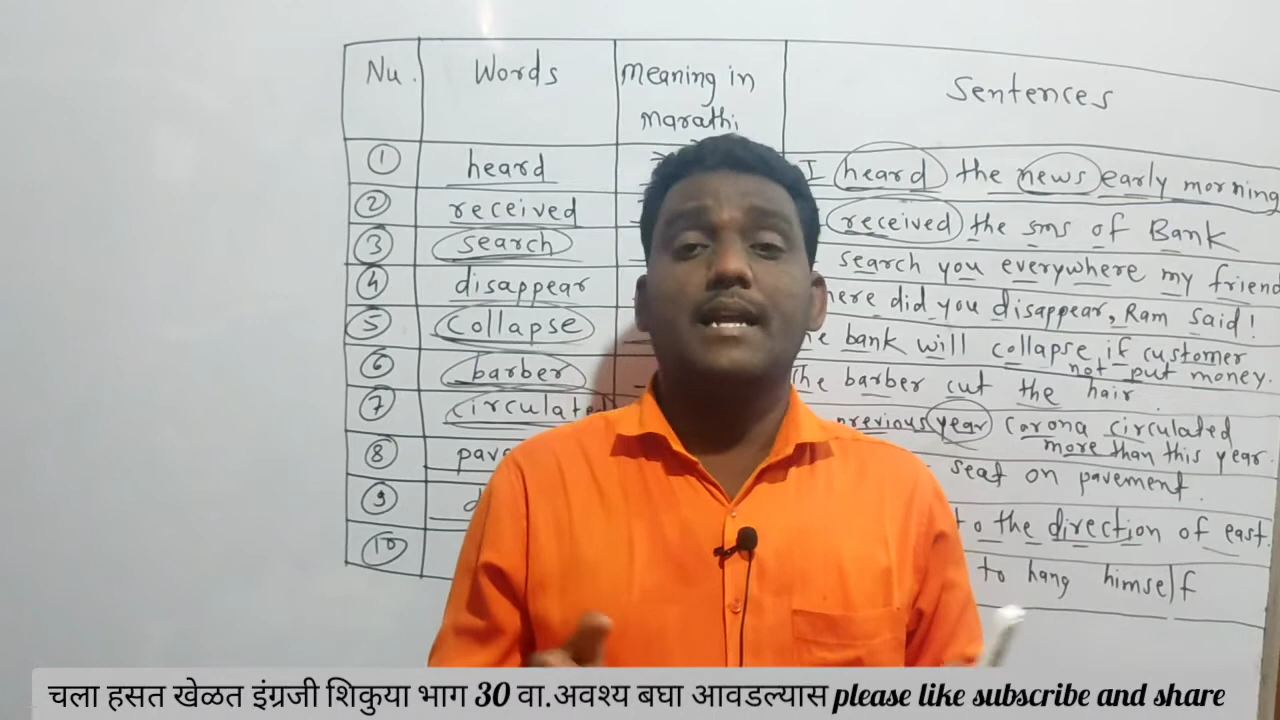 Nu. Words Meaning in Marathi Sentences
1 heard I heard the news early morning
2 received received the sms of Bank
3 search search you everywhere my friend
4 disappear here did you disappear, Ram said!
5 Collapse he bank will collapse if customer not put money.
6 barber The barber cut the hair
7 circulated previous year Carona circulated more than this year.
8 seat on pavement.
9 to the direction of east.
10 to hang himself
चला हसत खेळत इंग्रजी शिकुया भाग 30 वा.अवश्य बघा आवडल्यास please like subscribe and share